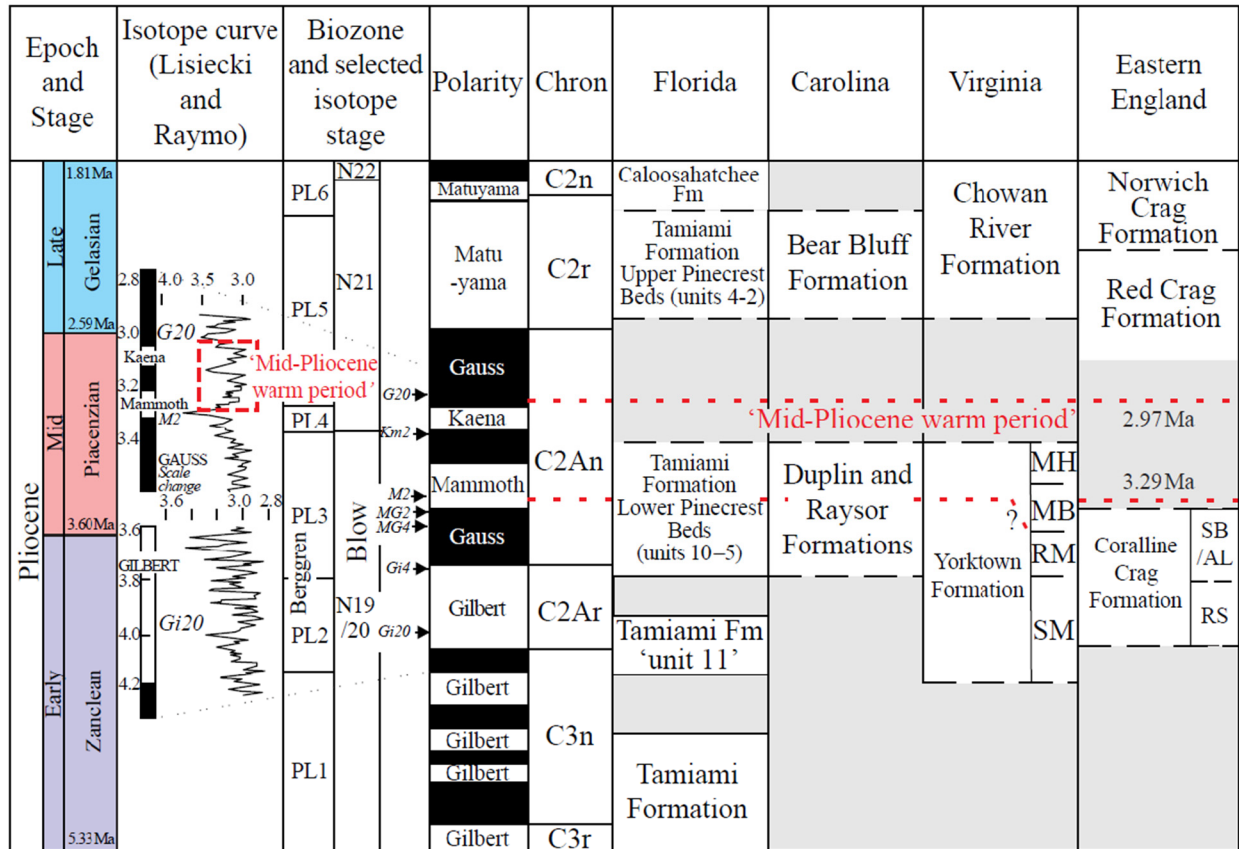 Epoch
and
Stage
Isotope curve
(Lisiecki
and
Raymo)
Biozone
and selected
isotope
stage
Polarity
Chron
Florida
Carolina
Virginia
Eastern
England
Pliocene
Late
Gelasian
1.81Ma
2.59Ma
Mid
Piacenzian
3.60Ma
Early
Zanclean
5.33Ma
2.8 4.0 3.5 3.0
3.0 G20
Kaena
3.2
Mammoth
M2
3.4
GAUSS
Scale
change
3.6 3.0 2.8
3.6
GILBERT
3.8
Gi20
4.0
4.2
'Mid-Pliocene
warm period'
PL6
PL5
PL4
PL3
PL2
PL1
Berggren
N22
N21
Blow
N19
/20
G20
Km2
M2
MG2
MG4
Gi4
Gi20
Matuyama
Matu
-yama
Gauss
Kaena
Mammoth
Gauss
Gilbert
Gilbert
Gilbert
Gilbert
Gilbert
C2n
C2r
C2An
C2Ar
C3n
C3r
Caloosahatchee
Fm
Tamiami
Formation
Upper Pinecrest
Beds (units 4-2)
Tamiami
Formation
Lower Pinecrest
Beds
(units 10–5)
Tamiami Fm
'unit 11'
Tamiami
Formation
Bear Bluff
Formation
'Mid-Pliocene warm period'
Duplin and
Raysor
Formations
Chowan
River
Formation
?
Yorktown
Formation
MH
MB
RM
SM
Norwich
Crag
Formation
Red Crag
Formation
2.97Ma
3.29Ma
Coralline
Crag
Formation
SB
/AL
RS